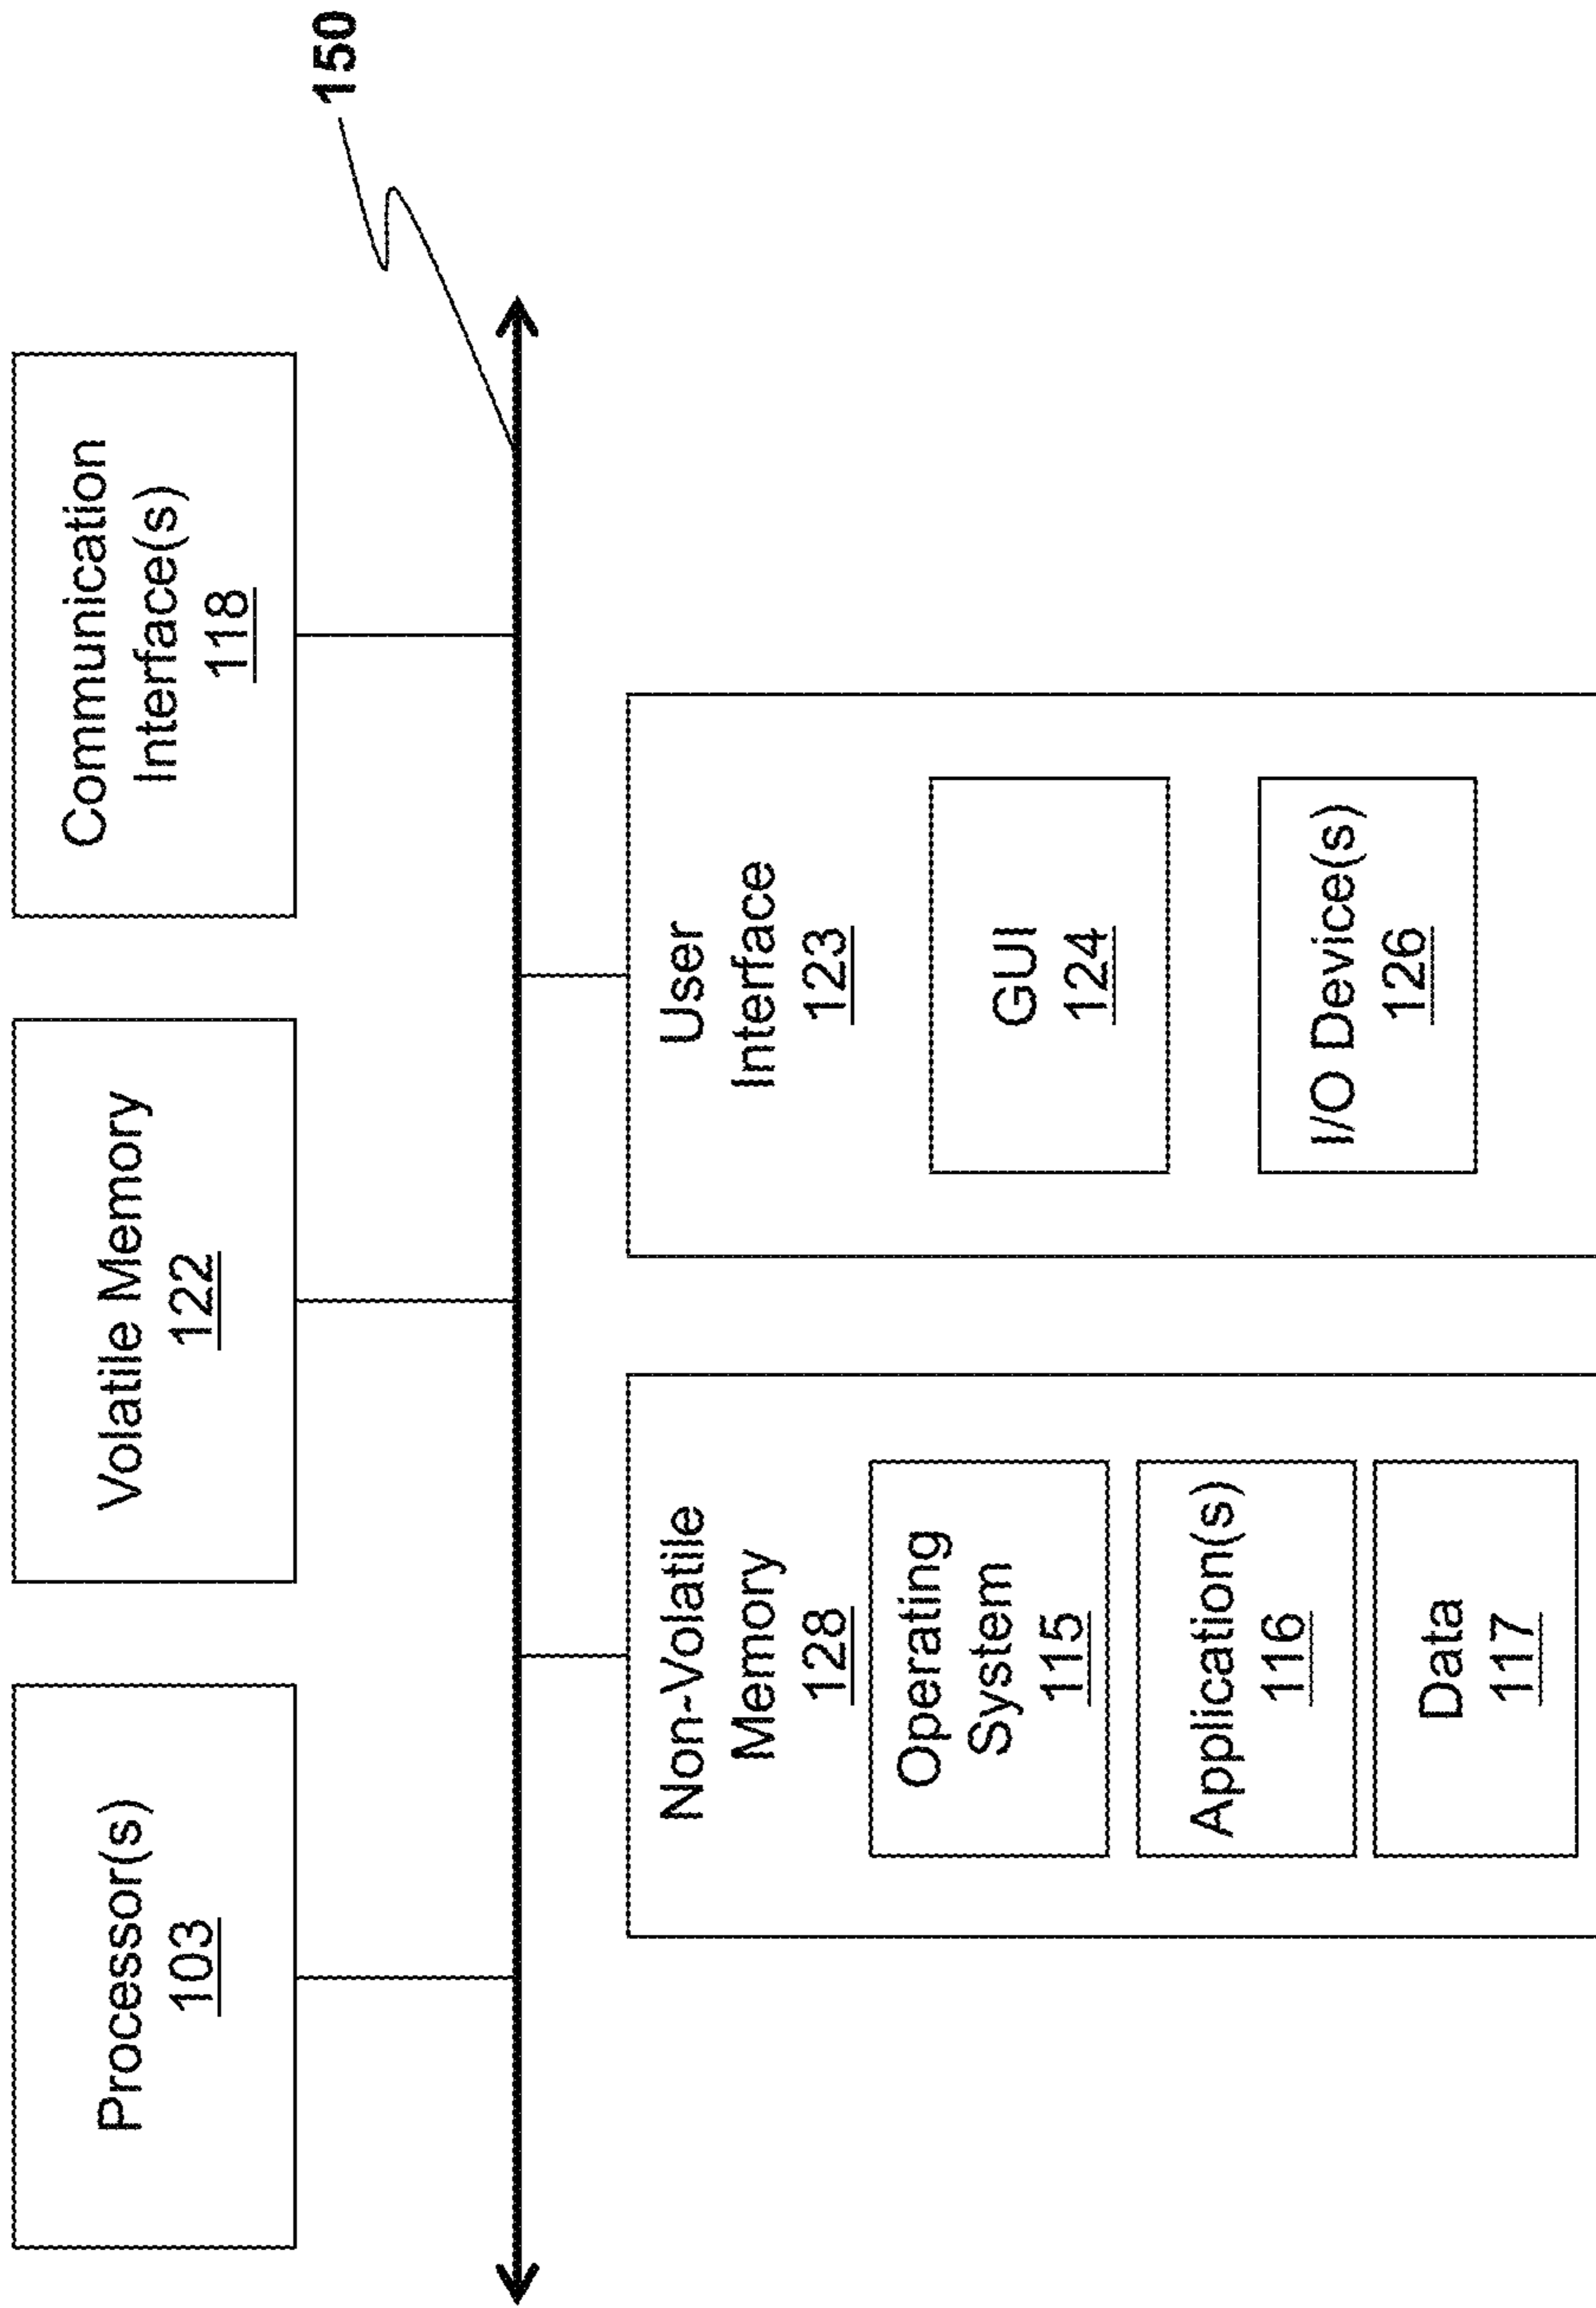 Processor(s)
103
Volatile Memory
122
Communication
Interface(s)
118
150
Non-Volatile
Memory
128
Operating
System
115
Application(s)
116
Data
117
User
Interface
123
GUI
124
I/O Device(s)
126